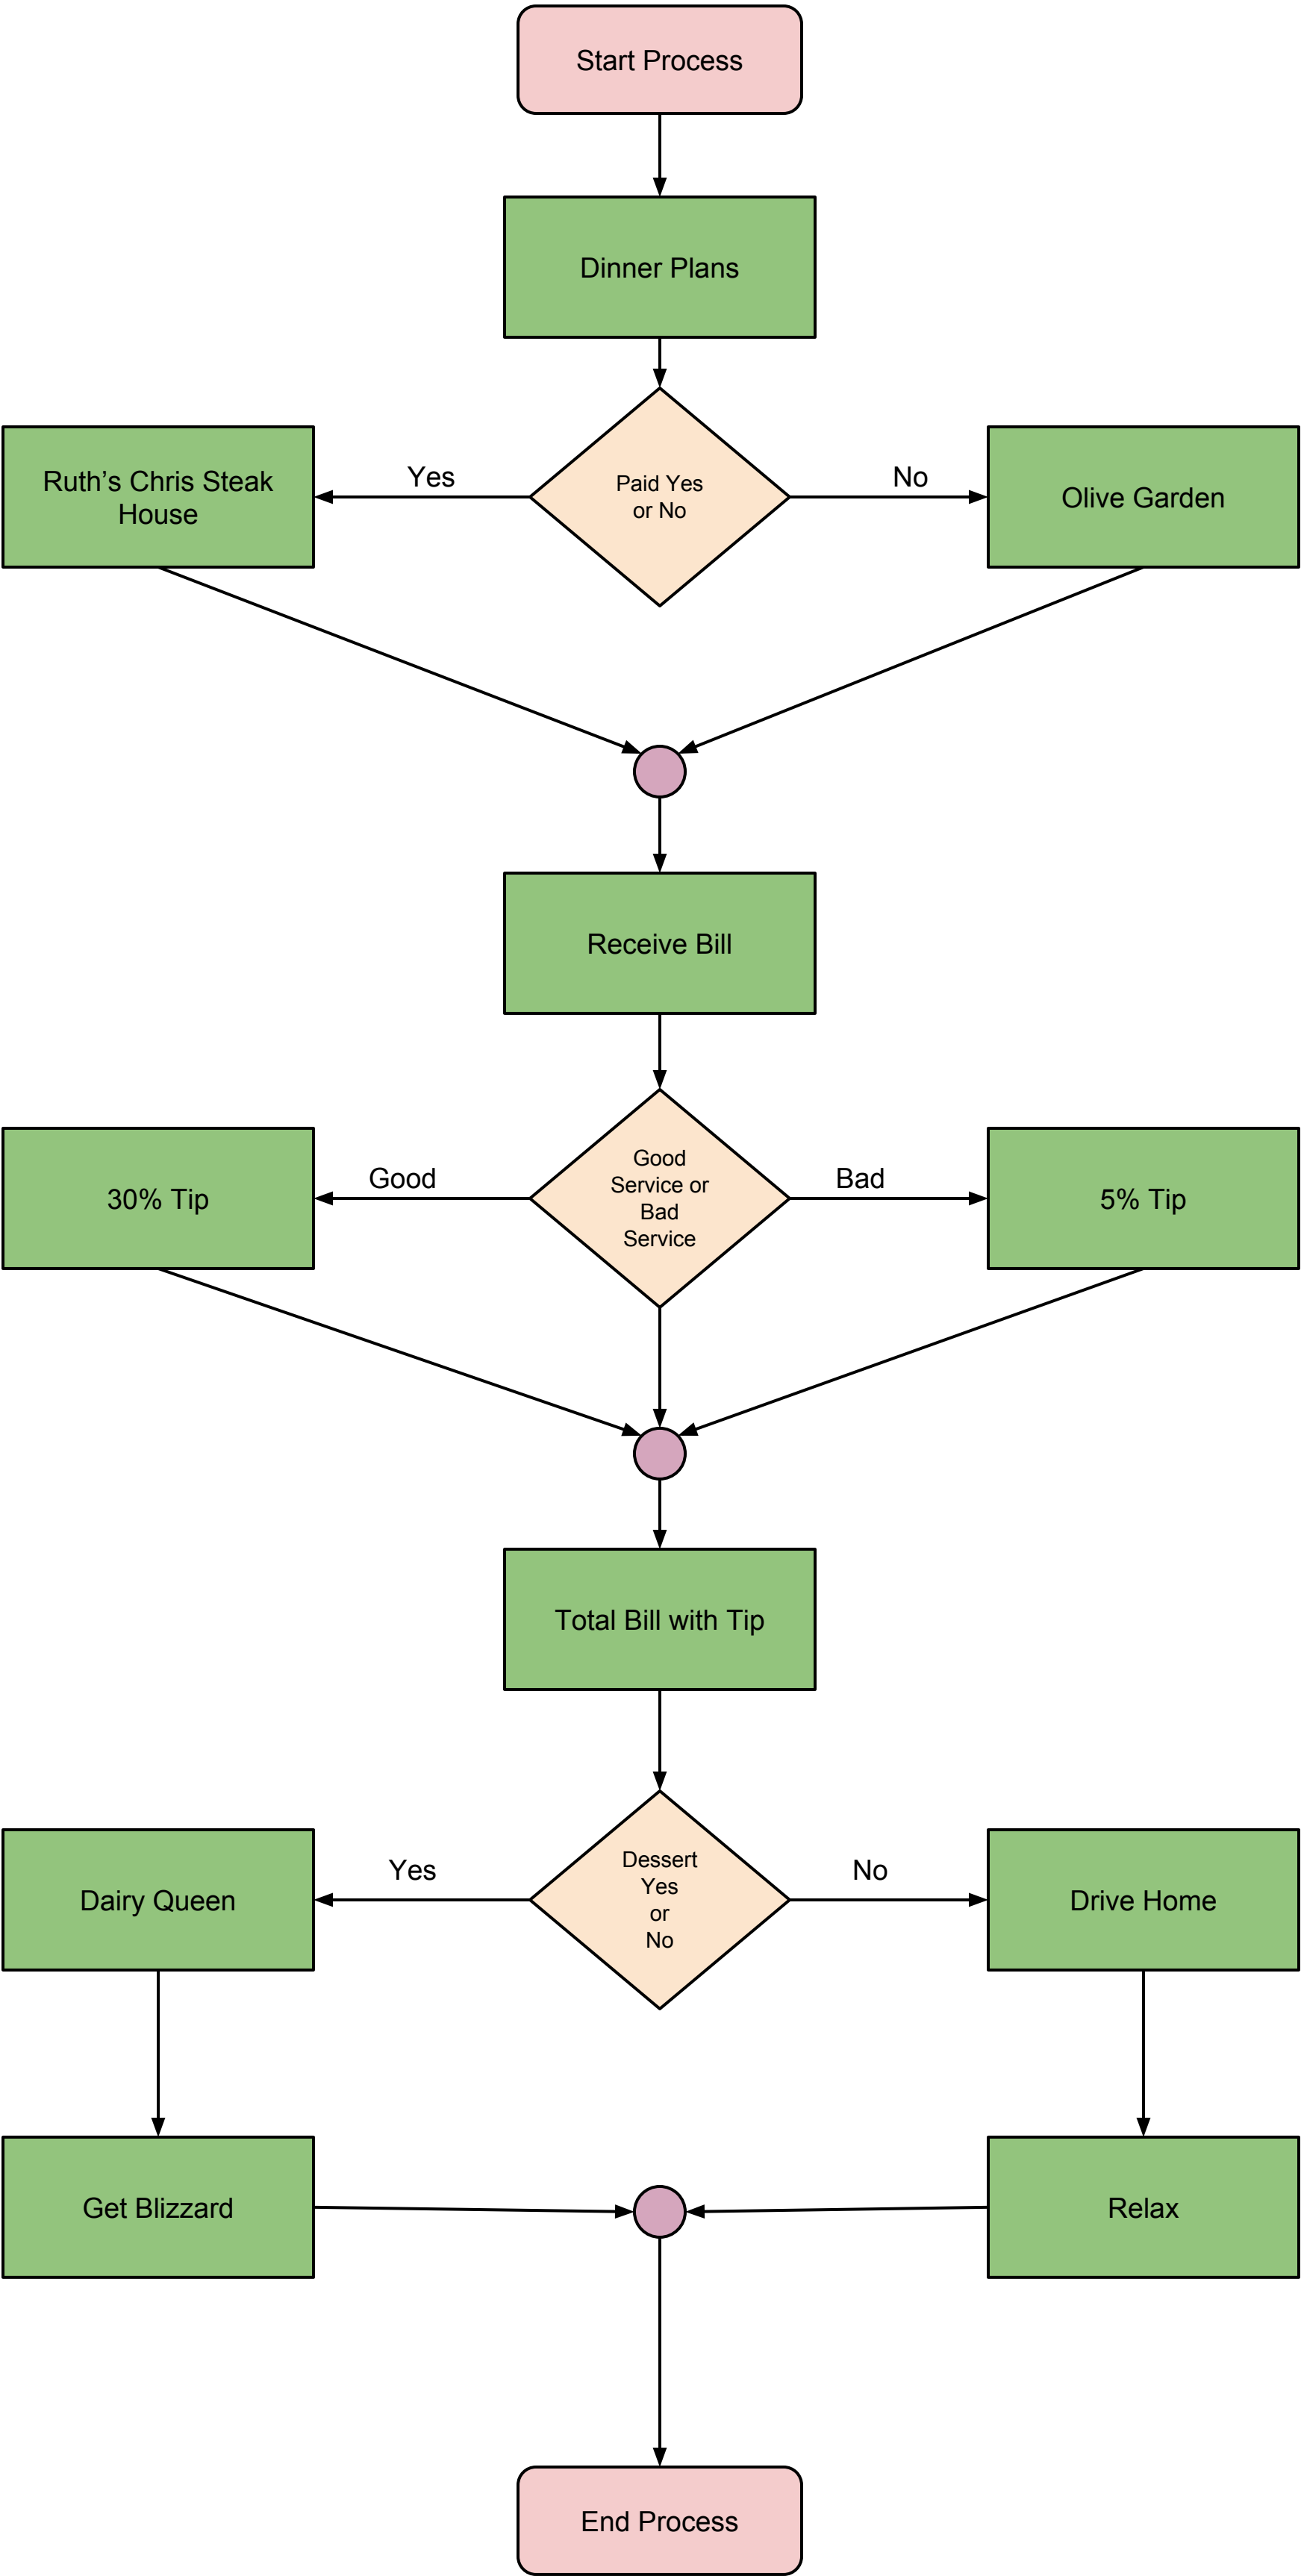 Start Process
Dinner Plans
Ruth’s Chris Steak
House
Yes
Paid Yes
or No
No
Olive Garden
Receive Bill
30% Tip
Good
Good
Service or
Bad
Service
Bad
5% Tip
Total Bill with Tip
Dairy Queen
Yes
Dessert
Yes
or
No
No
Drive Home
Get Blizzard
Relax
End Process